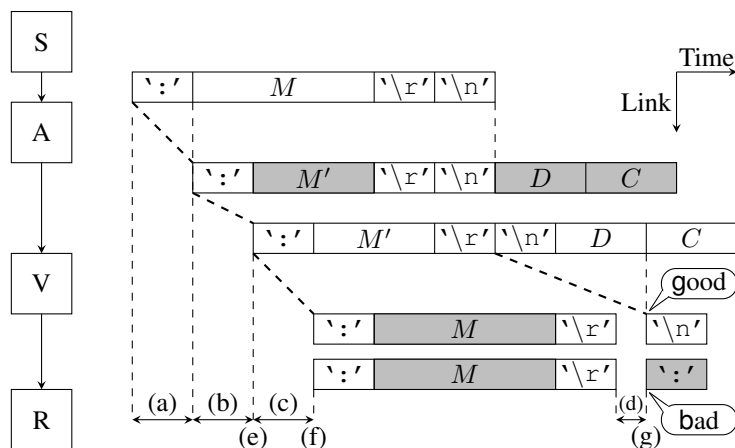 S
Time
Link
':' M '\r' '\n'
A
':' M′ '\r' '\n' D C
':' M′ '\r' '\n' D C
V
good
':' M '\r' '\n'
':' M '\r' ':'
bad
R
(a) (b) (c) (d)
(e) (f) (g)